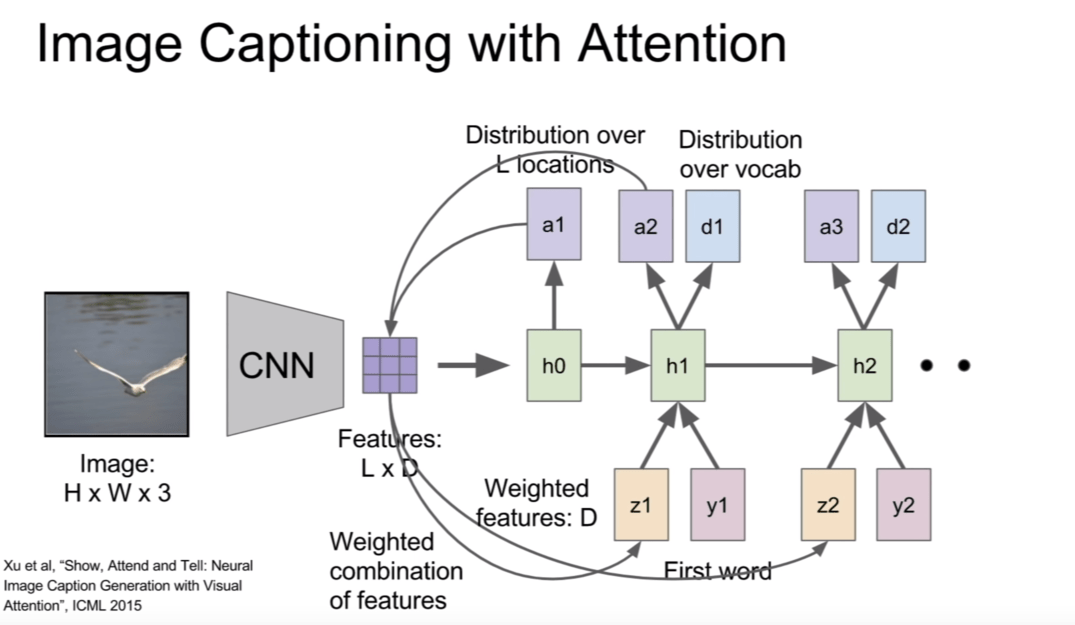 Image Captioning with Attention
Distribution over
L locations
Distribution
over vocab
a1
a2
d1
a3
d2
CNN
h0
h1
h2
Features:
L x D
Image:
H x W x 3
Weighted
features: D
z1
y1
z2
y2
Weighted
combination
of features
First word
Xu et al, “Show, Attend and Tell: Neural
Image Caption Generation with Visual
Attention”, ICML 2015